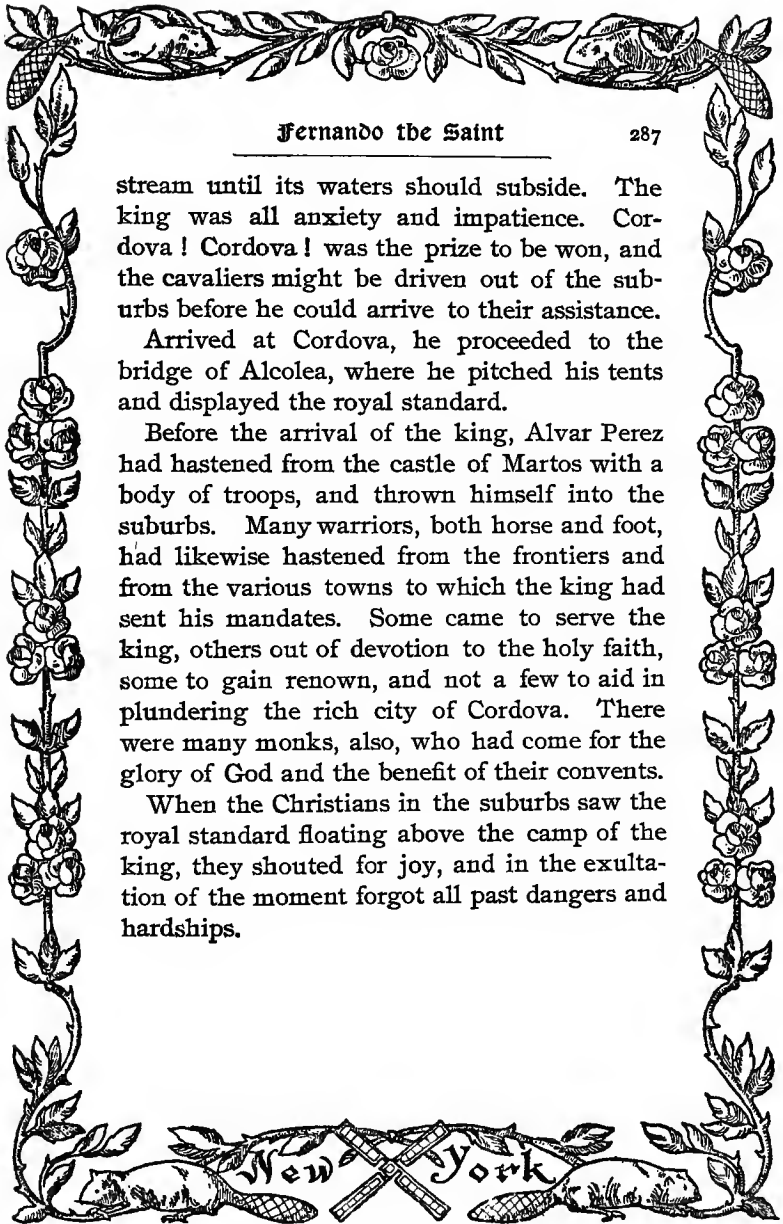 Fernando the Saint 287
stream until its waters should subside. The
king was all anxiety and impatience. Cor-
dova ! Cordova ! was the prize to be won, and
the cavaliers might be driven out of the sub-
urbs before he could arrive to their assistance.
Arrived at Cordova, he proceeded to the
bridge of Alcolea, where he pitched his tents
and displayed the royal standard.
Before the arrival of the king, Alvar Perez
had hastened from the castle of Martos with a
body of troops, and thrown himself into the
suburbs. Many warriors, both horse and foot,
had likewise hastened from the frontiers and
from the various towns to which the king had
sent his mandates. Some came to serve the
king, others out of devotion to the holy faith,
some to gain renown, and not a few to aid in
plundering the rich city of Cordova. There
were many monks, also, who had come for the
glory of God and the benefit of their convents.
When the Christians in the suburbs saw the
royal standard floating above the camp of the
king, they shouted for joy, and in the exulta-
tion of the moment forgot all past dangers and
hardships.
New York